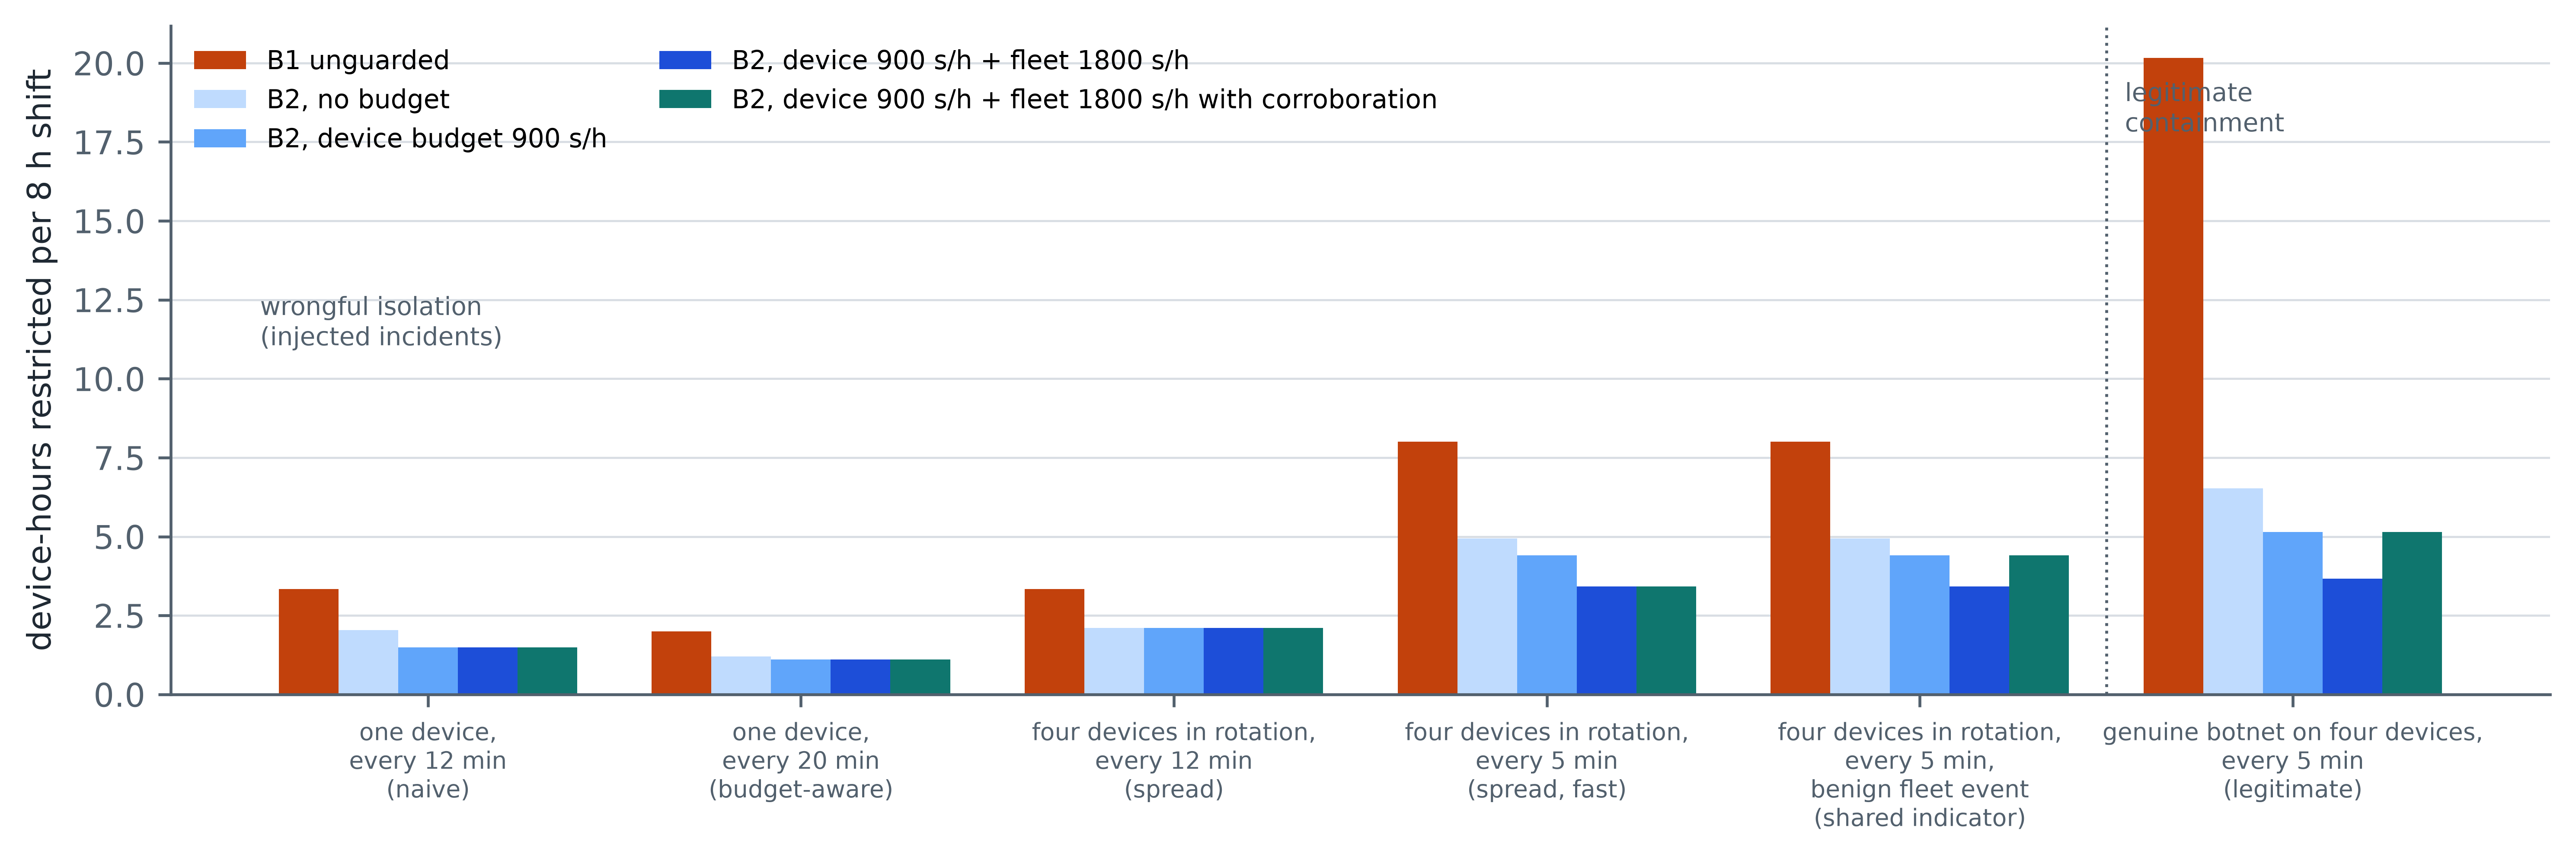 device-hours restricted per 8 h shift
20.0
17.5
15.0
12.5
10.0
7.5
5.0
2.5
0.0
B1 unguarded
B2, no budget
B2, device budget 900 s/h
B2, device 900 s/h + fleet 1800 s/h
B2, device 900 s/h + fleet 1800 s/h with corroboration
wrongful isolation
(injected incidents)
legitimate
containment
one device,
every 12 min
(naive)
one device,
every 20 min
(budget-aware)
four devices in rotation,
every 12 min
(spread)
four devices in rotation,
every 5 min
(spread, fast)
four devices in rotation,
every 5 min,
benign fleet event
(shared indicator)
genuine botnet on four devices,
every 5 min
(legitimate)